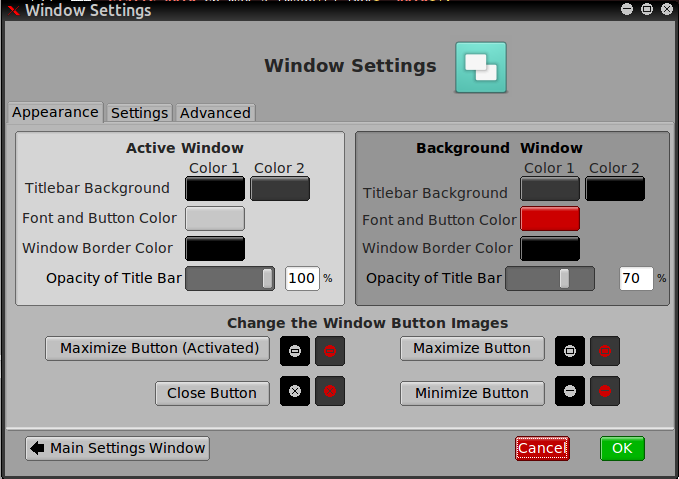 Window Settings
Window Settings
Appearance Settings Advanced
Active Window
Color 1 Color 2
Titlebar Background
Font and Button Color
Window Border Color
Opacity of Title Bar 100 %
Background Window
Color 1 Color 2
Titlebar Background
Font and Button Color
Window Border Color
Opacity of Title Bar 70 %
Change the Window Button Images
Maximize Button (Activated) Maximize Button
Close Button Minimize Button
Main Settings Window Cancel OK